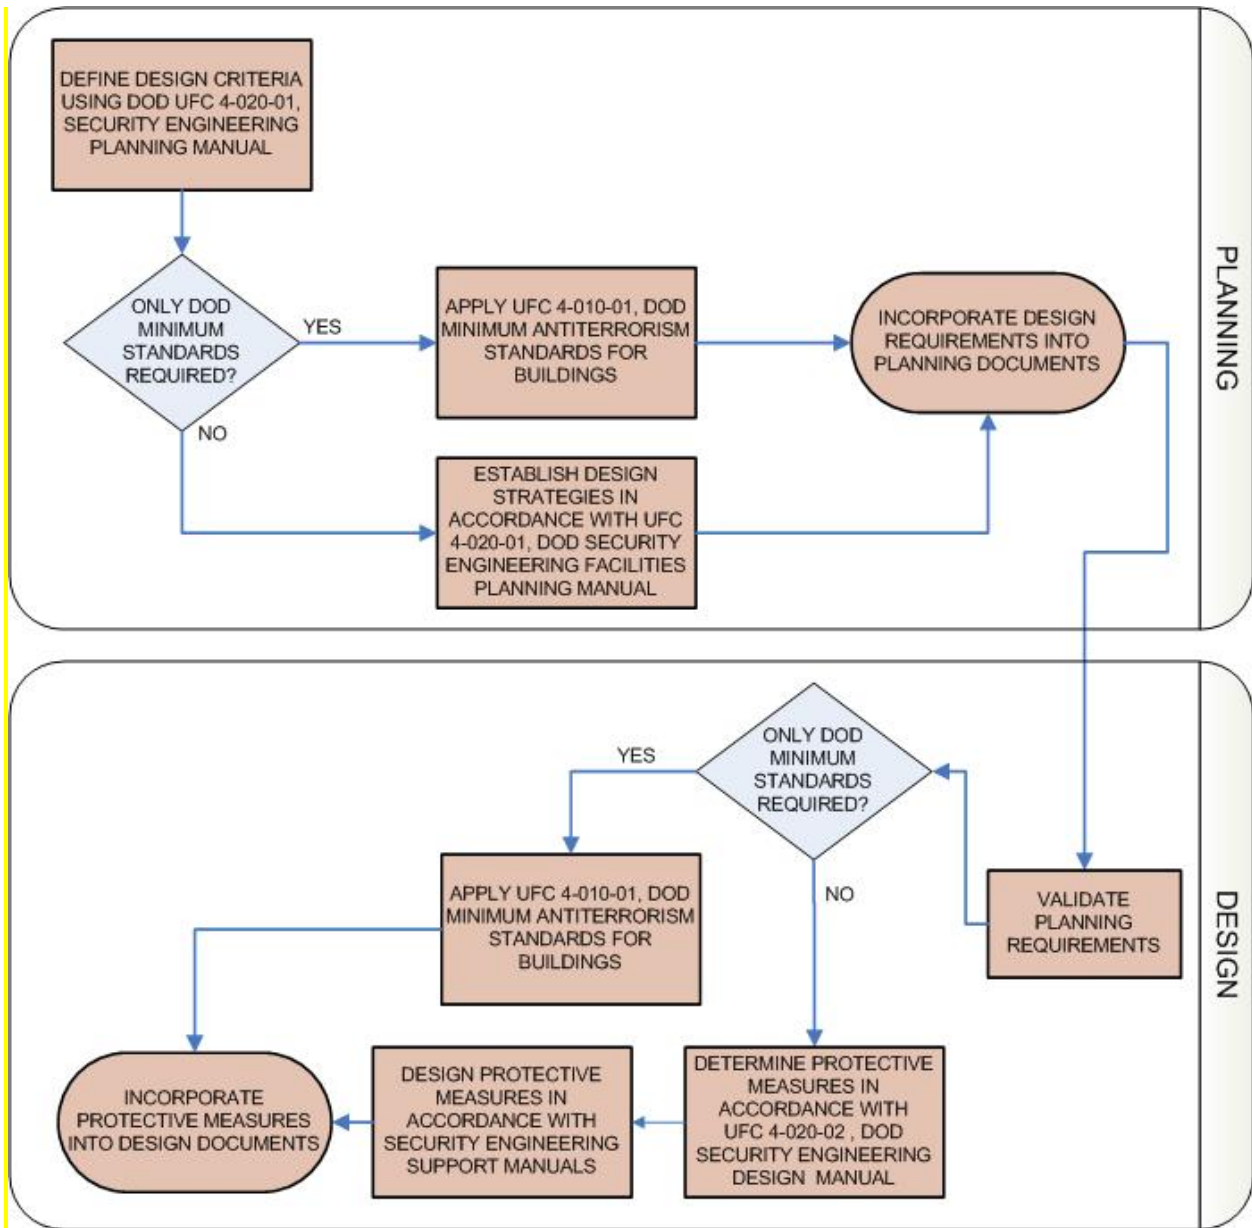 DEFINE DESIGN CRITERIA
USING DOD UFC 4-020-01,
SECURITY ENGINEERING
PLANNING MANUAL
ONLY DOD
MINIMUM
STANDARDS
REQUIRED?
YES
NO
APPLY UFC 4-010-01, DOD
MINIMUM ANTITERRORISM
STANDARDS FOR
BUILDINGS
INCORPORATE DESIGN
REQUIREMENTS INTO
PLANNING DOCUMENTS
ESTABLISH DESIGN
STRATEGIES IN
ACCORDANCE WITH UFC
4-020-01, DOD SECURITY
ENGINEERING FACILITIES
PLANNING MANUAL
PLANNING
ONLY DOD
MINIMUM
STANDARDS
REQUIRED?
YES
NO
APPLY UFC 4-010-01, DOD
MINIMUM ANTITERRORISM
STANDARDS FOR
BUILDINGS
VALIDATE
PLANNING
REQUIREMENTS
INCORPORATE
PROTECTIVE MEASURES
INTO DESIGN DOCUMENTS
DESIGN PROTECTIVE
MEASURES IN
ACCORDANCE WITH
SECURITY ENGINEERING
SUPPORT MANUALS
DETERMINE PROTECTIVE
MEASURES IN
ACCORDANCE WITH
UFC 4-020-02 , DOD
SECURITY ENGINEERING
DESIGN MANUAL
DESIGN